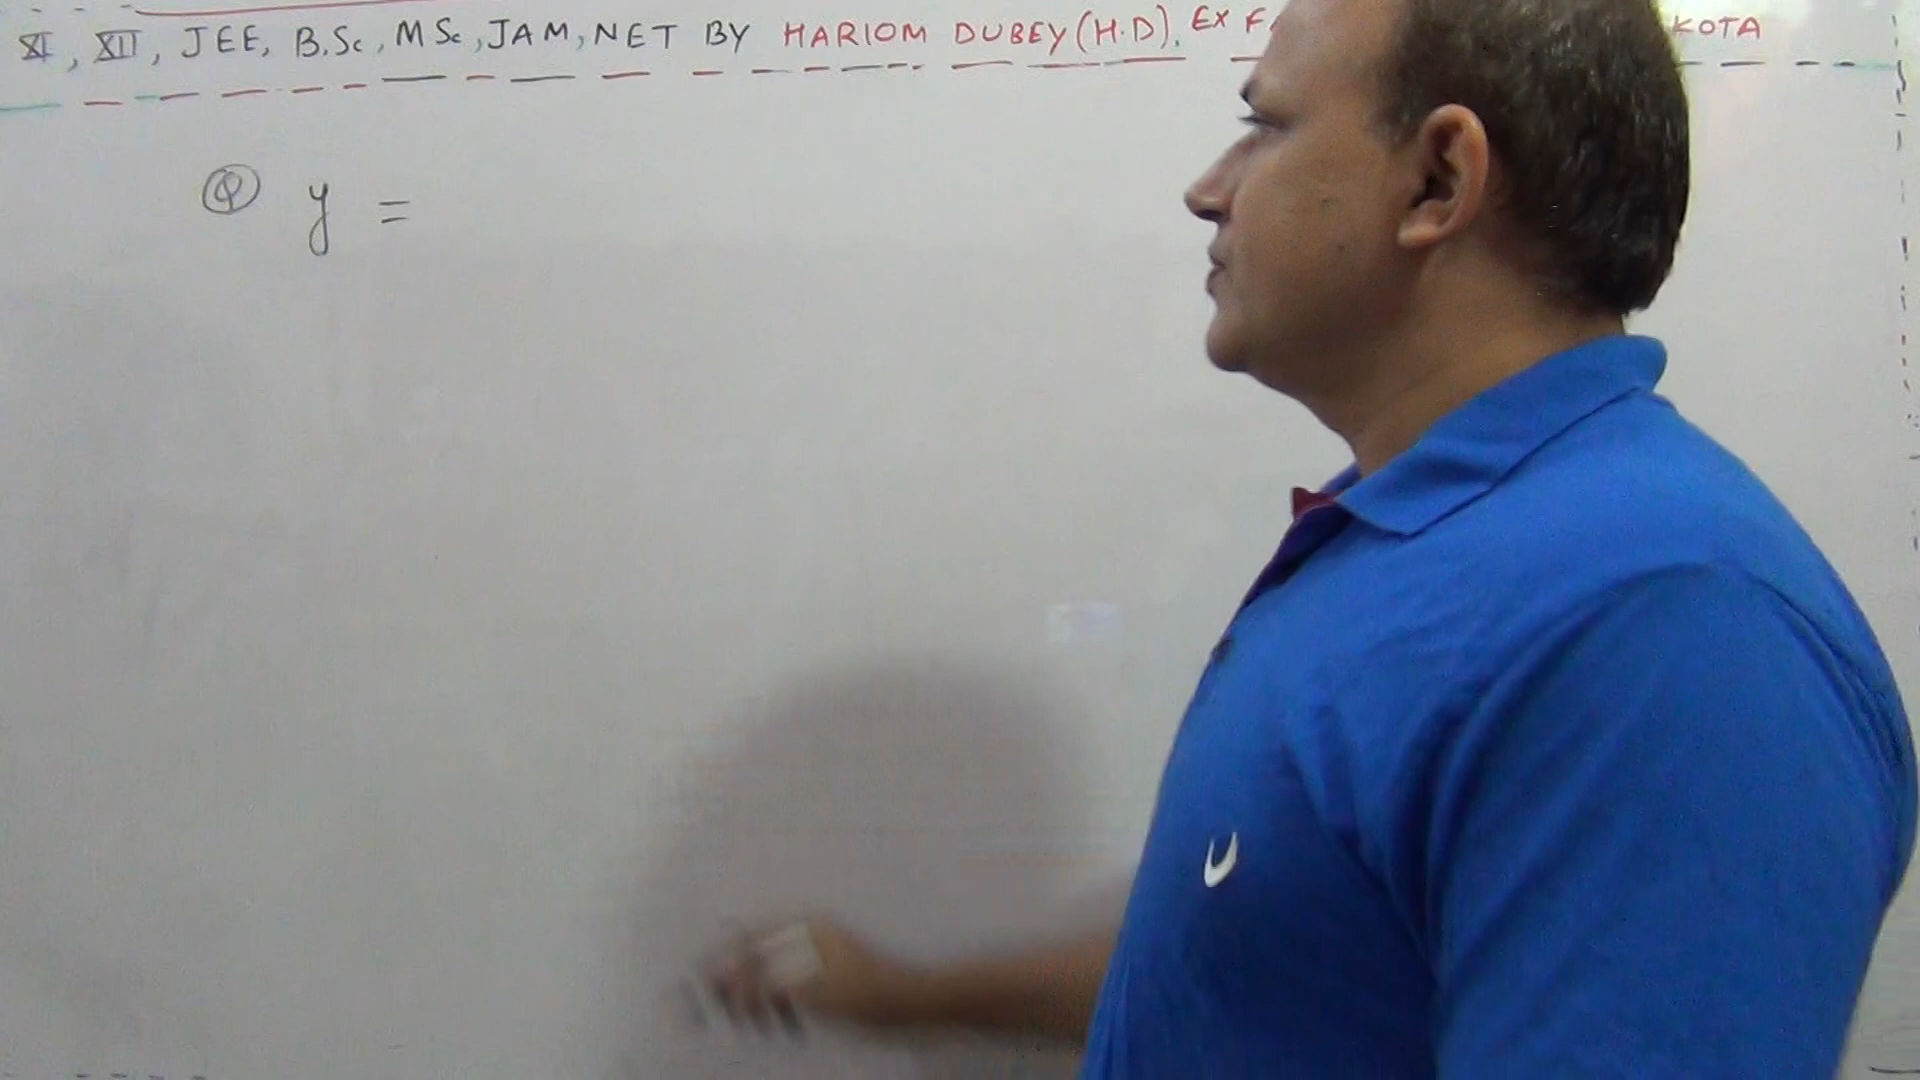 XI, XII, JEE, B.Sc, MSc, JAM, NET BY HARIOM DUBEY (H.D). EX KOTA
Q y =